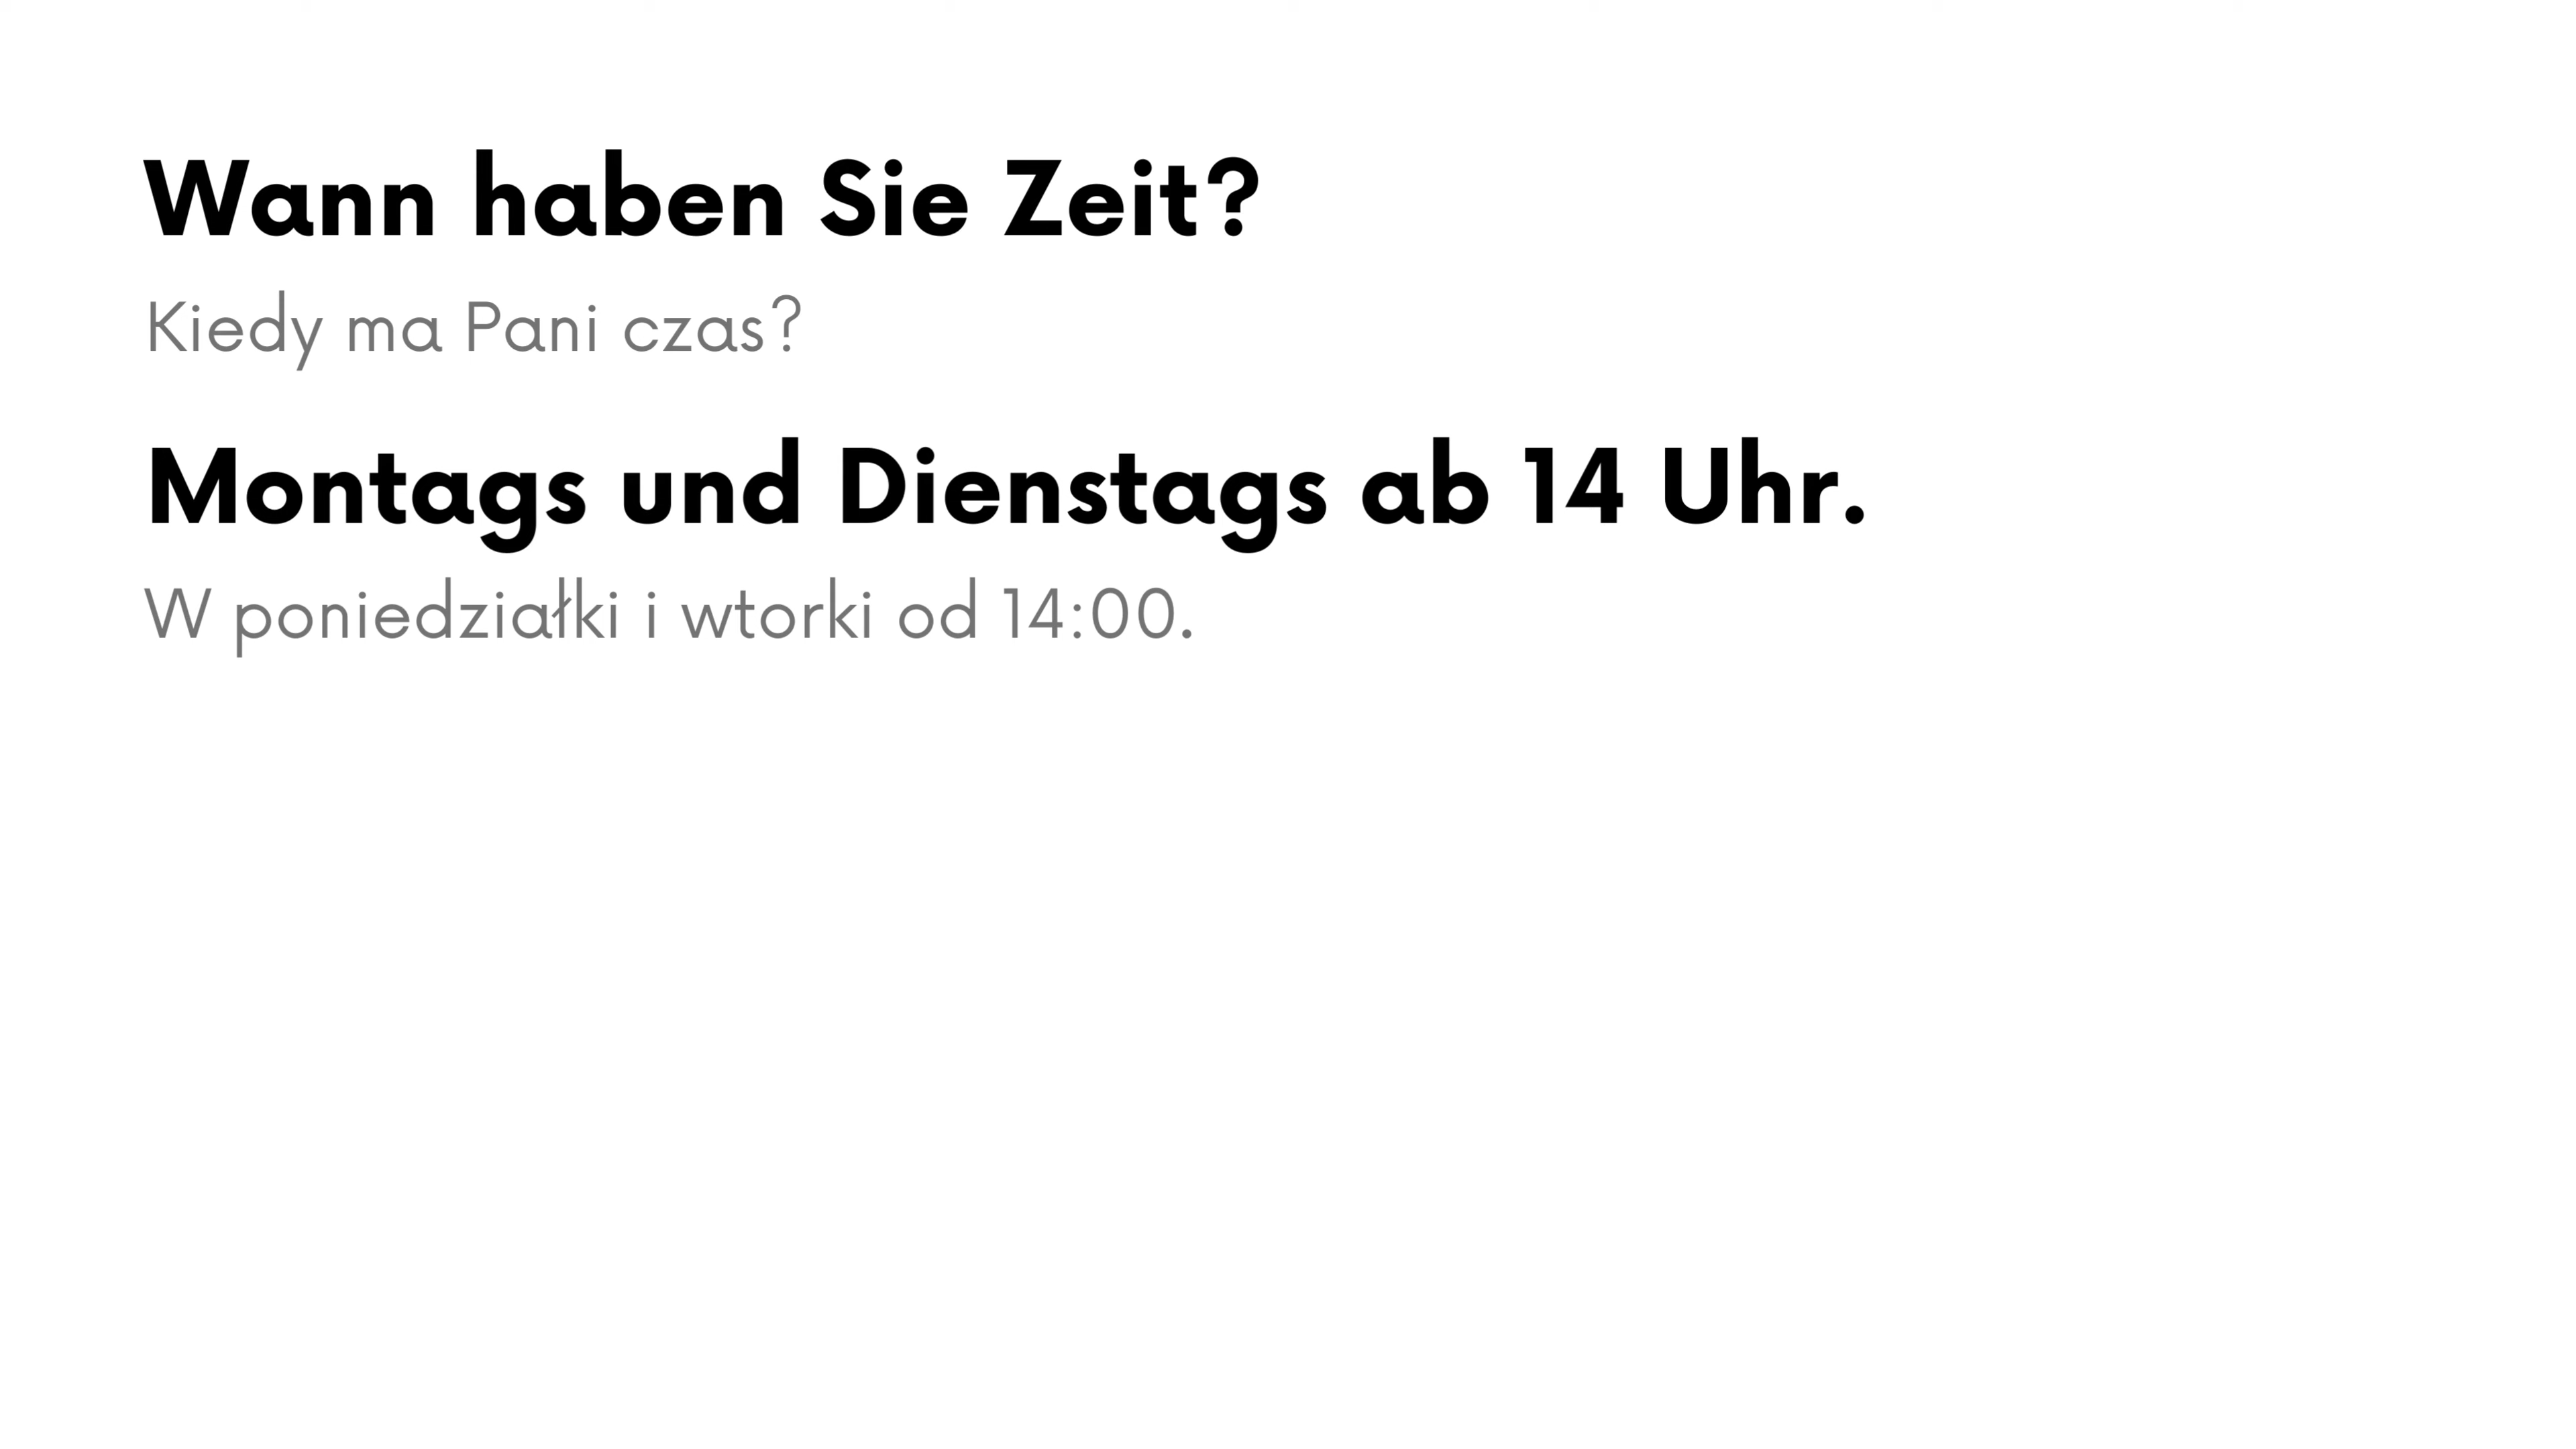 Wann haben Sie Zeit?
Kiedy ma Pani czas?
Montags und Dienstags ab 14 Uhr.
W poniedziałki i wtorki od 14:00.